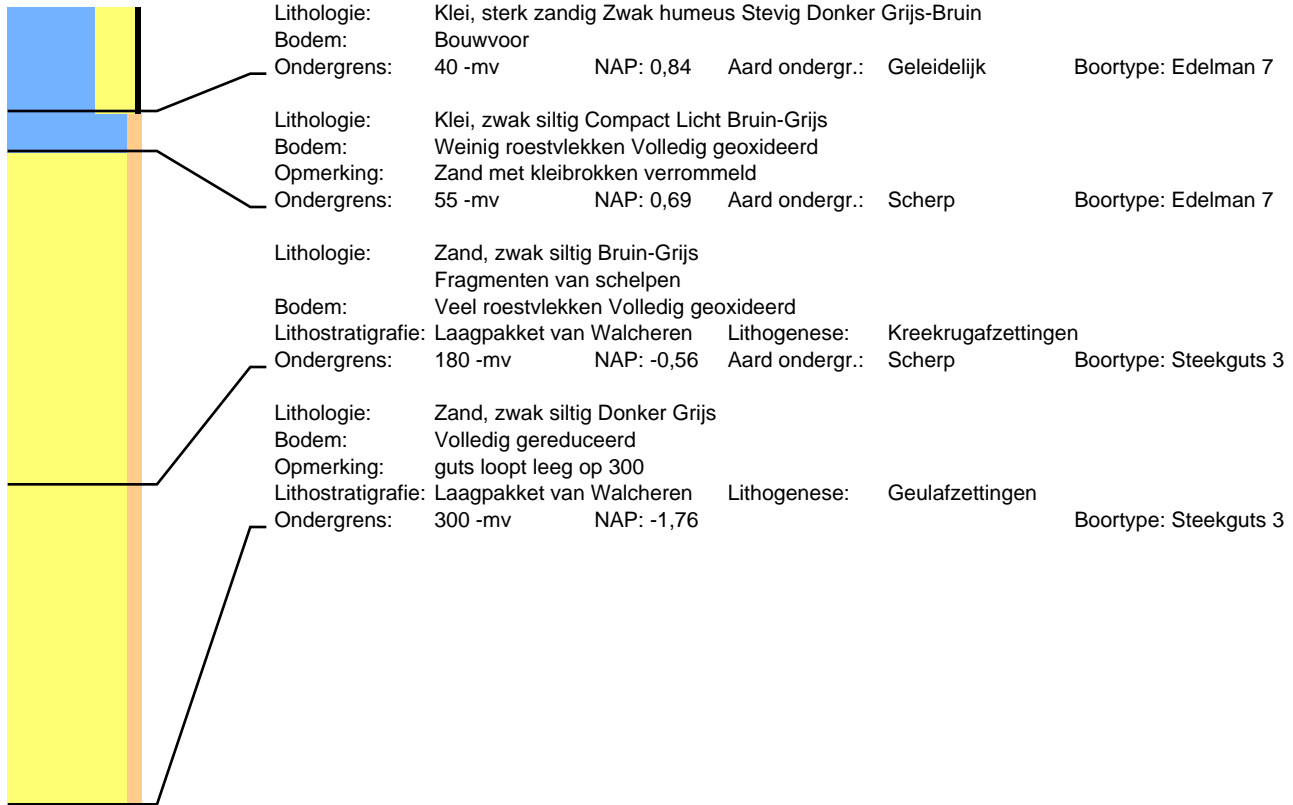 Lithologie: Klei, sterk zandig Zwak humeus Stevig Donker Grijs-Bruin
Bodem: Bouwvoor
Ondergrens: 40 -mv NAP: 0,84 Aard ondergr.: Geleidelijk Boortype: Edelman 7
Lithologie: Klei, zwak siltig Compact Licht Bruin-Grijs
Bodem: Weinig roestvlekken Volledig geoxideerd
Opmerking: Zand met kleibrokken verrommeld
Ondergrens: 55 -mv NAP: 0,69 Aard ondergr.: Scherp Boortype: Edelman 7
Lithologie: Zand, zwak siltig Bruin-Grijs
Fragmenten van schelpen
Bodem: Veel roestvlekken Volledig geoxideerd
Lithostratigrafie: Laagpakket van Walcheren Lithogenese: Kreekrugafzettingen
Ondergrens: 180 -mv NAP: -0,56 Aard ondergr.: Scherp Boortype: Steekguts 3
Lithologie: Zand, zwak siltig Donker Grijs
Bodem: Volledig gereduceerd
Opmerking: guts loopt leeg op 300
Lithostratigrafie: Laagpakket van Walcheren Lithogenese: Geulafzettingen
Ondergrens: 300 -mv NAP: -1,76 Boortype: Steekguts 3